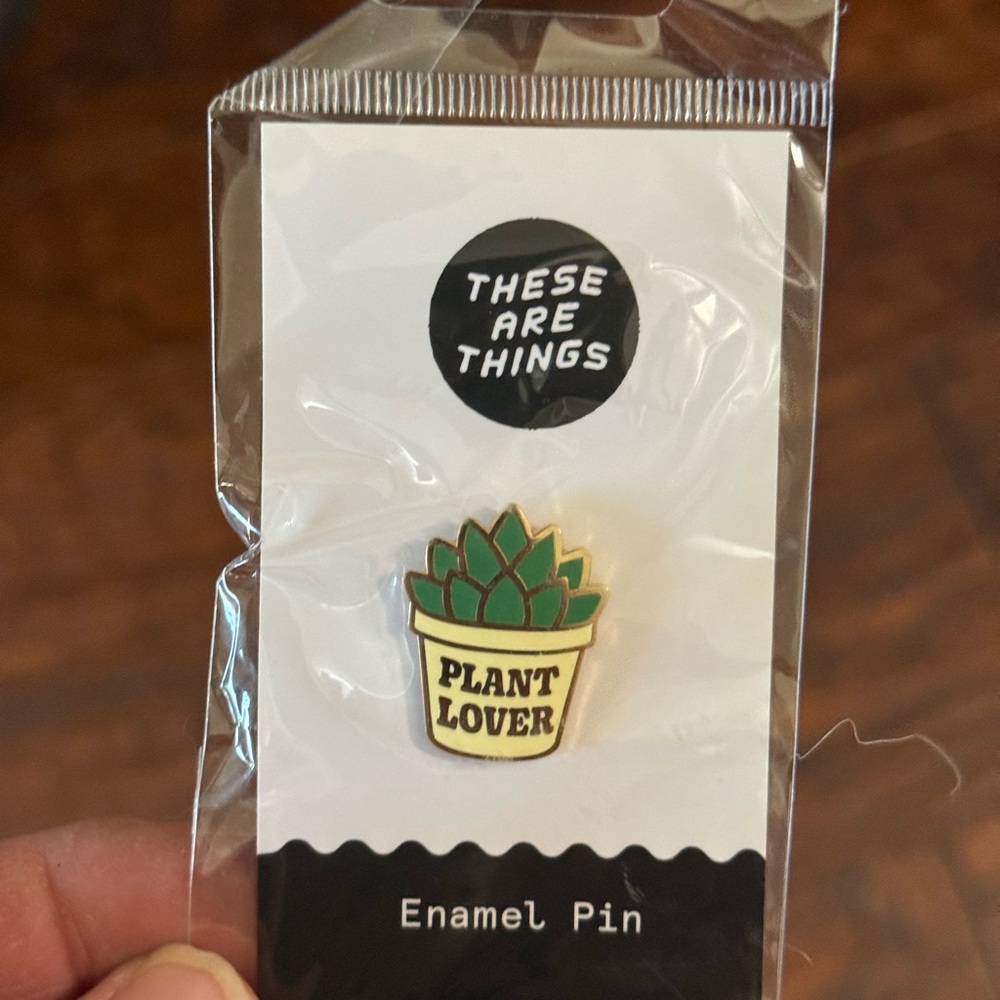 THESE
ARE
THINGS
PLANT
LOVER
Enamel Pin